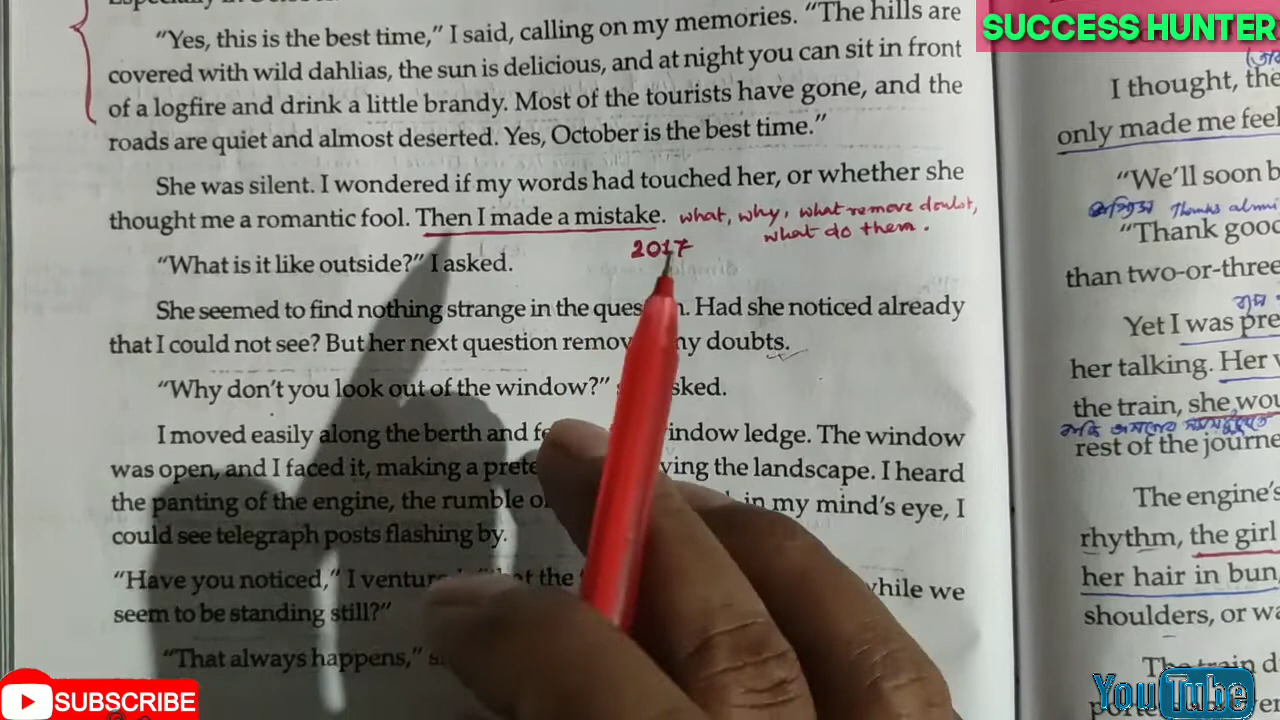 Especially in
“Yes, this is the best time,” I said, calling on my memories. “The hills are
covered with wild dahlias, the sun is delicious, and at night you can sit in front
of a logfire and drink a little brandy. Most of the tourists have gone, and the
roads are quiet and almost deserted. Yes, October is the best time.”
She was silent. I wondered if my words had touched her, or whether she
thought me a romantic fool. Then I made a mistake. what, why, what remove doubt,
what do them.
2017
“What is it like outside?” I asked.
She seemed to find nothing strange in the ques n. Had she noticed already
that I could not see? But her next question remov my doubts.
“Why don’t you look out of the window?” asked.
I moved easily along the berth and window ledge. The window
was open, and I faced it, making a prete ving the landscape. I heard
the panting of the engine, the rumble in my mind’s eye, I
could see telegraph posts flashing by.
“Have you noticed,” I ventur the while we
seem to be standing still?”
“That always happens,”
I thought, the
only made me feel
“We’ll soon b
Thanks almi
“Thank good
than two-or-three
Yet I was pre
her talking. Her
the train, she wou
rest of the journe
The engine’s
rhythm, the girl
her hair in bun
shoulders, or wa
The train d
SUCCESS HUNTER
SUBSCRIBE
YouTube